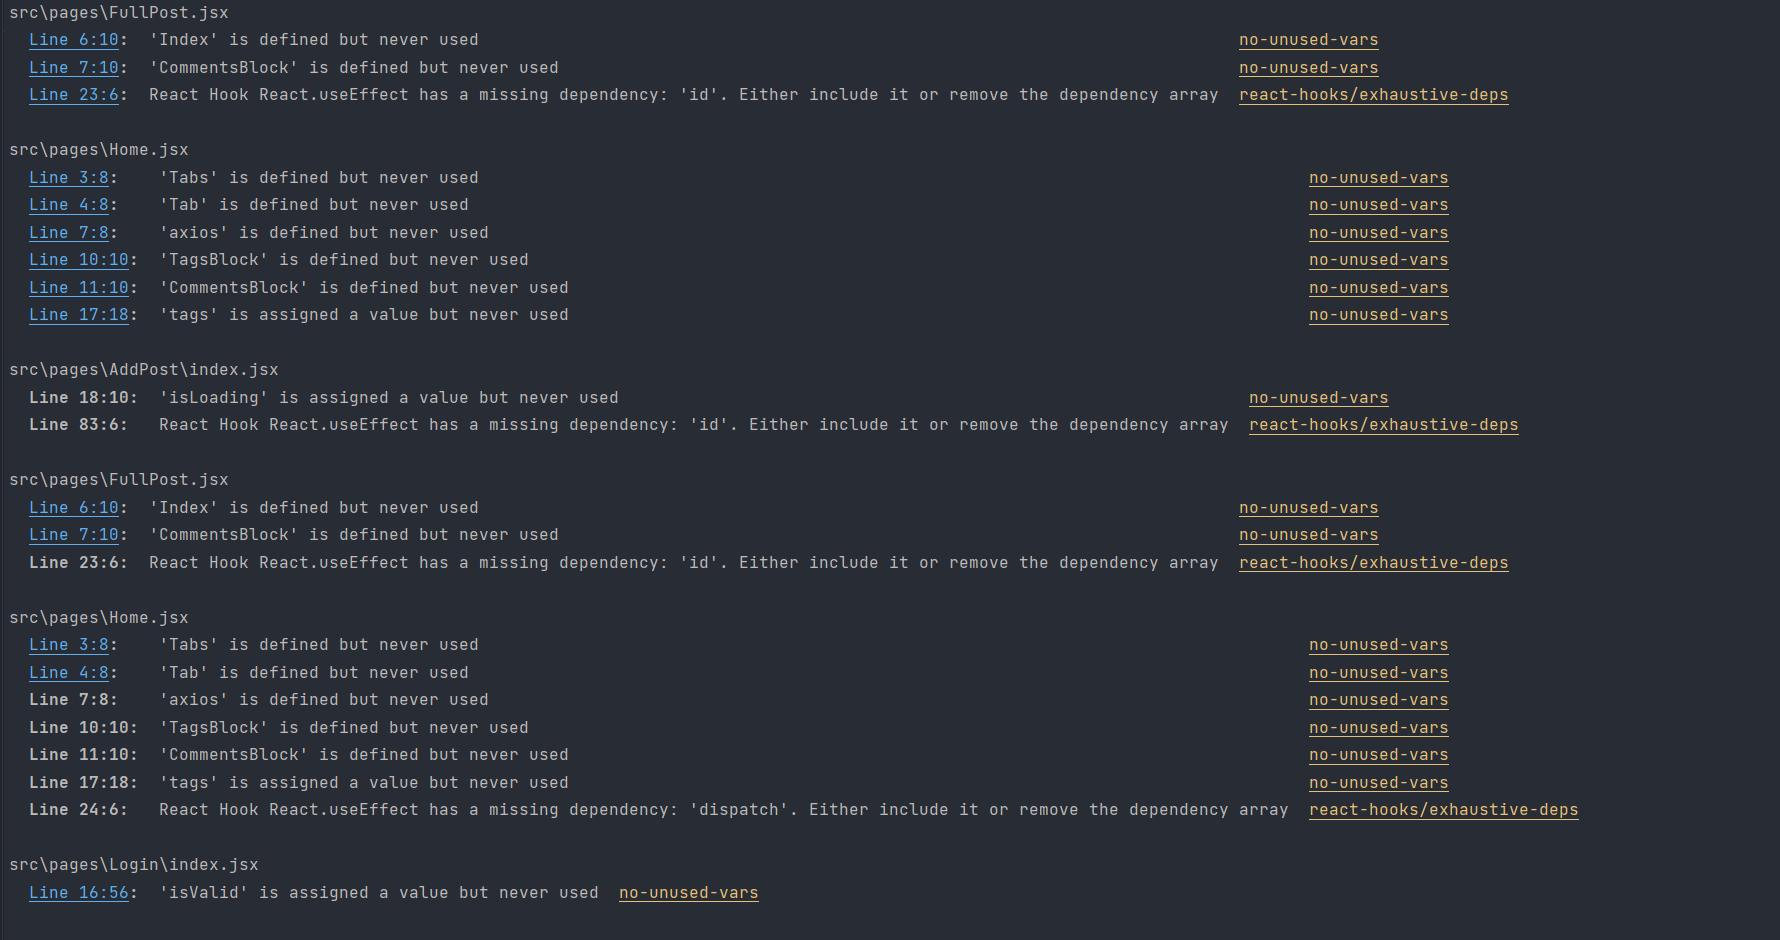 src\pages\FullPost.jsx
Line 6:10:  'Index' is defined but never used  no-unused-vars
Line 7:10:  'CommentsBlock' is defined but never used  no-unused-vars
Line 23:6:  React Hook React.useEffect has a missing dependency: 'id'. Either include it or remove the dependency array  react-hooks/exhaustive-deps
src\pages\Home.jsx
Line 3:8:  'Tabs' is defined but never used  no-unused-vars
Line 4:8:  'Tab' is defined but never used  no-unused-vars
Line 7:8:  'axios' is defined but never used  no-unused-vars
Line 10:10:  'TagsBlock' is defined but never used  no-unused-vars
Line 11:10:  'CommentsBlock' is defined but never used  no-unused-vars
Line 17:18:  'tags' is assigned a value but never used  no-unused-vars
src\pages\AddPost\index.jsx
Line 18:10:  'isLoading' is assigned a value but never used  no-unused-vars
Line 83:6:  React Hook React.useEffect has a missing dependency: 'id'. Either include it or remove the dependency array  react-hooks/exhaustive-deps
src\pages\FullPost.jsx
Line 6:10:  'Index' is defined but never used  no-unused-vars
Line 7:10:  'CommentsBlock' is defined but never used  no-unused-vars
Line 23:6:  React Hook React.useEffect has a missing dependency: 'id'. Either include it or remove the dependency array  react-hooks/exhaustive-deps
src\pages\Home.jsx
Line 3:8:  'Tabs' is defined but never used  no-unused-vars
Line 4:8:  'Tab' is defined but never used  no-unused-vars
Line 7:8:  'axios' is defined but never used  no-unused-vars
Line 10:10:  'TagsBlock' is defined but never used  no-unused-vars
Line 11:10:  'CommentsBlock' is defined but never used  no-unused-vars
Line 17:18:  'tags' is assigned a value but never used  no-unused-vars
Line 24:6:  React Hook React.useEffect has a missing dependency: 'dispatch'. Either include it or remove the dependency array  react-hooks/exhaustive-deps
src\pages\Login\index.jsx
Line 16:56:  'isValid' is assigned a value but never used  no-unused-vars